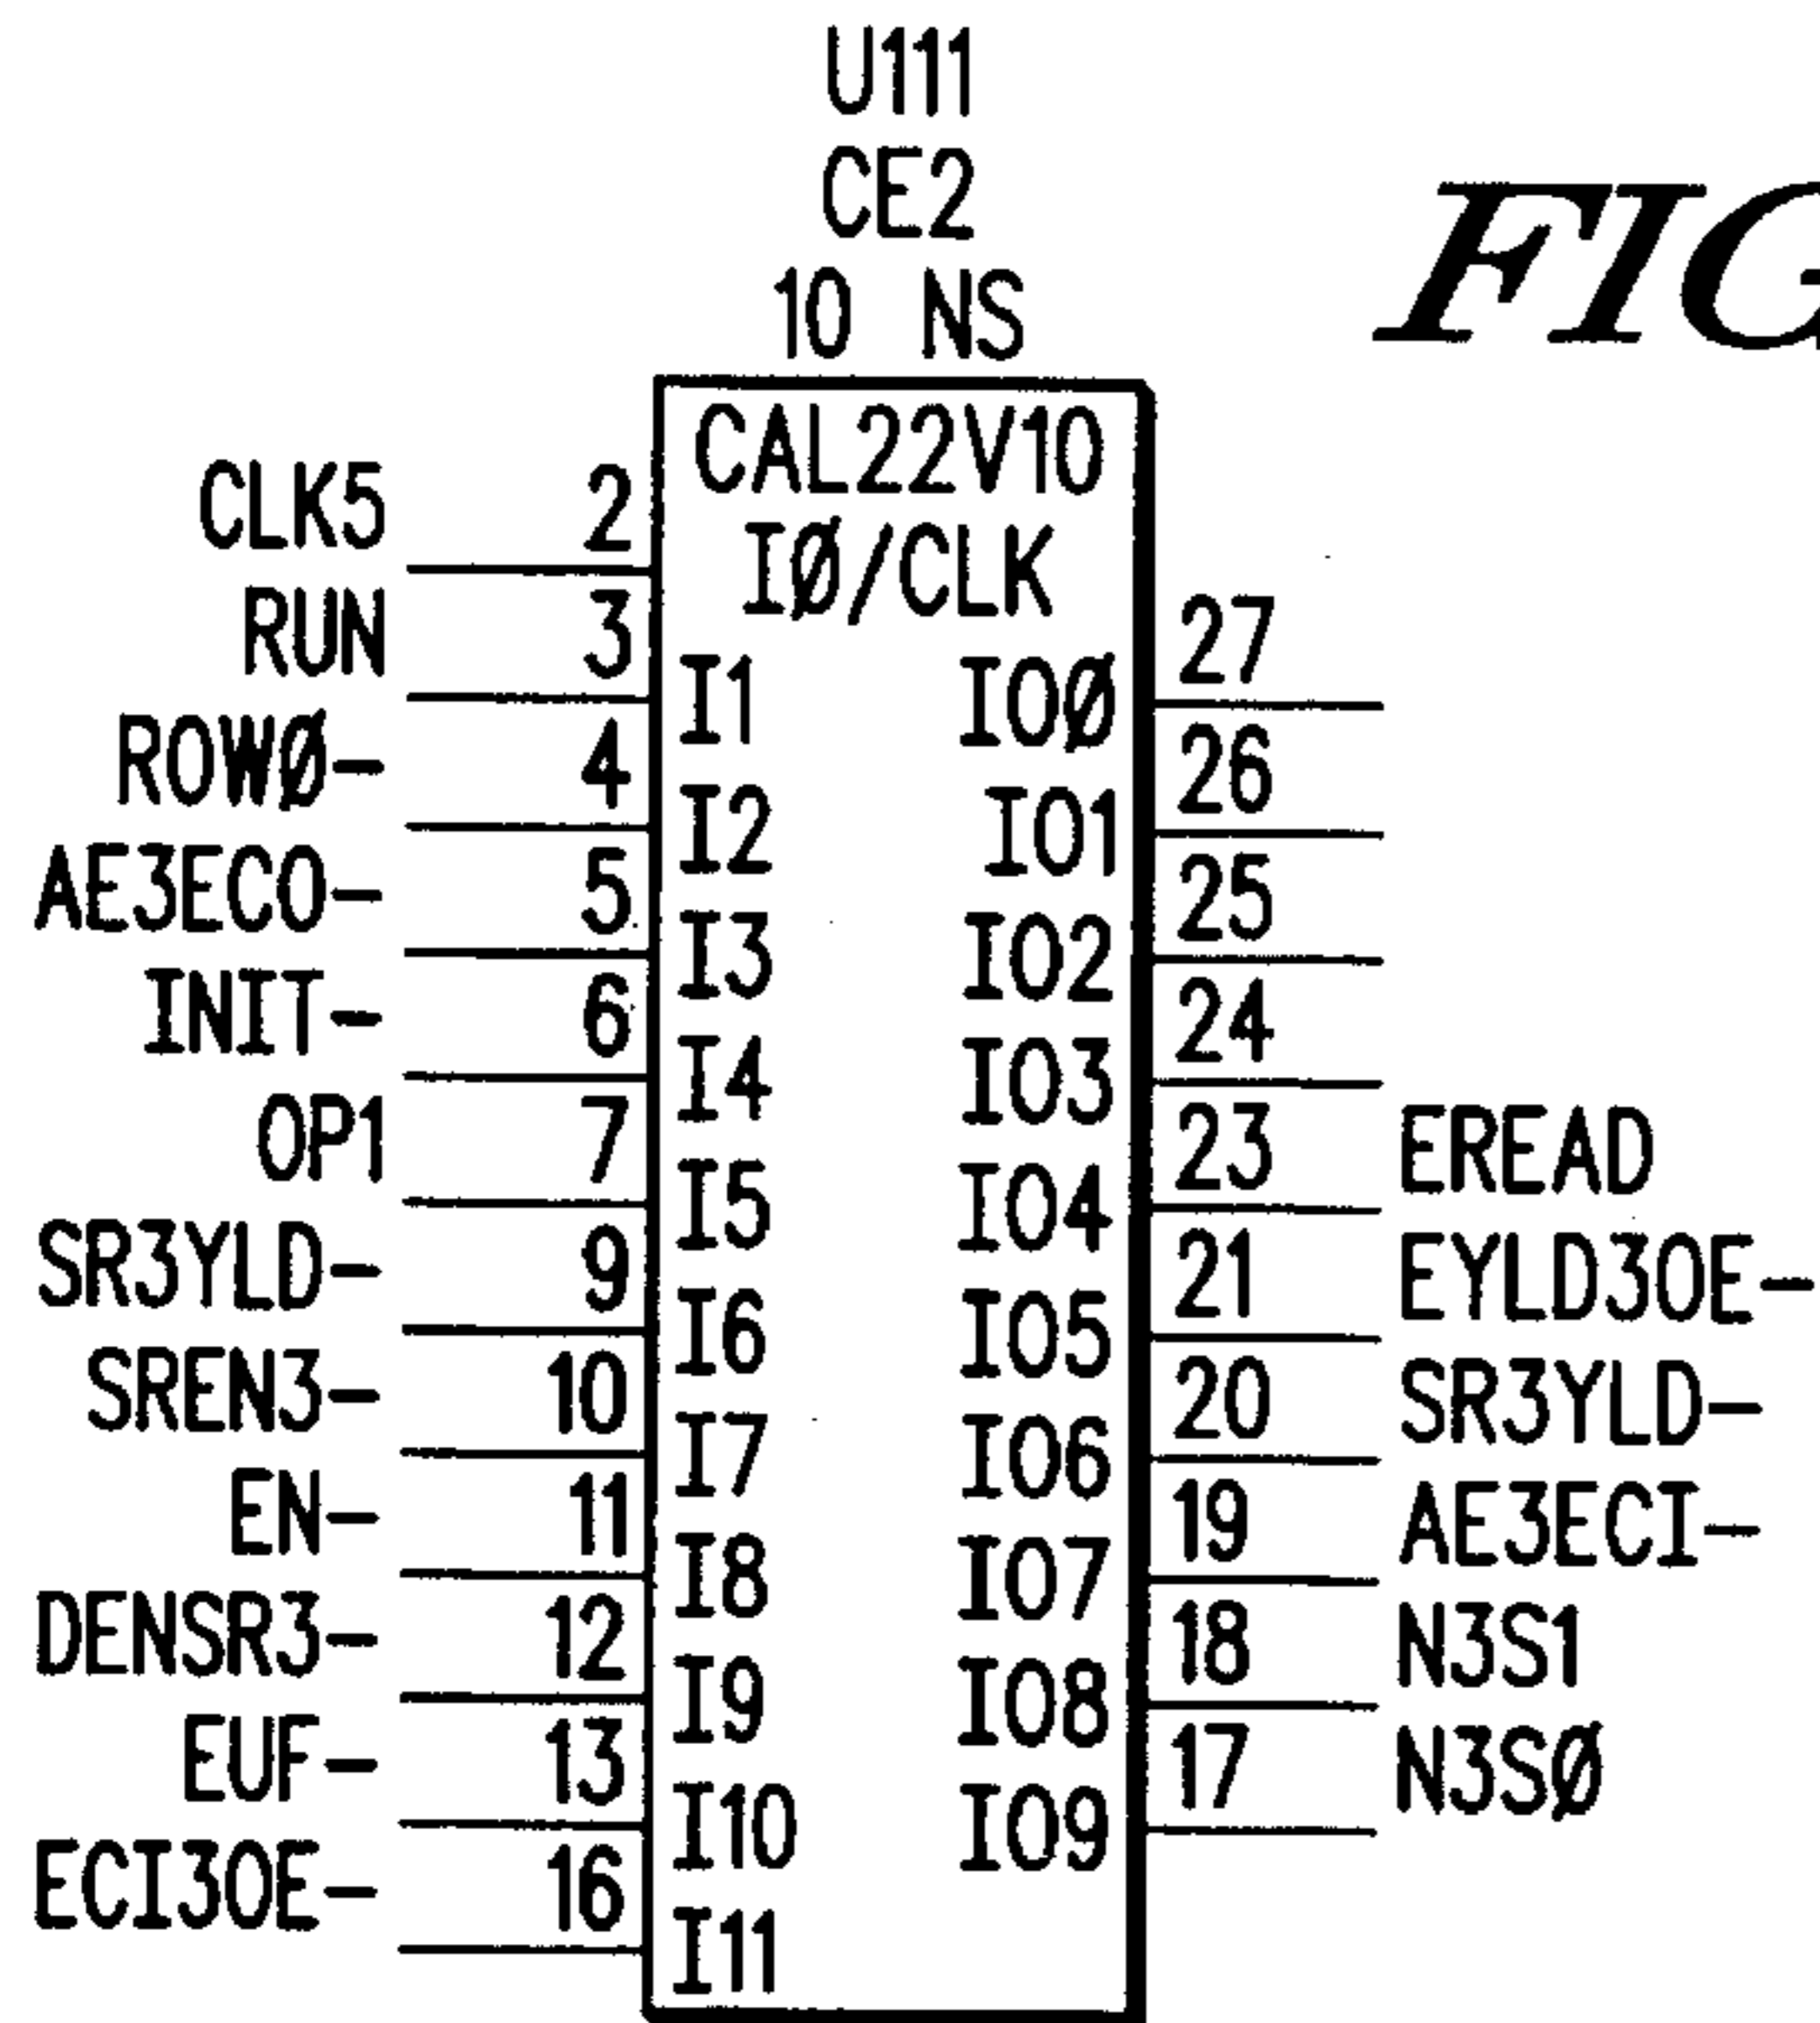 U111
CE2
10 NS
FIG
CAL22V10
CLK5 2 IØ/CLK
RUN 3 I1 IOØ 27
ROWØ- 4 I2 IO1 26
AE3ECO- 5 I3 IO2 25
INIT- 6 I4 IO3 24
OP1 7 I5 IO4 23 EREAD
SR3YLD- 9 I6 IO5 21 EYLD3OE-
SREN3- 10 I7 IO6 20 SR3YLD-
EN- 11 I8 IO7 19 AE3ECI-
DENSR3- 12 I9 IO8 18 N3S1
EUF- 13 I10 IO9 17 N3SØ
ECI3OE- 16 I11